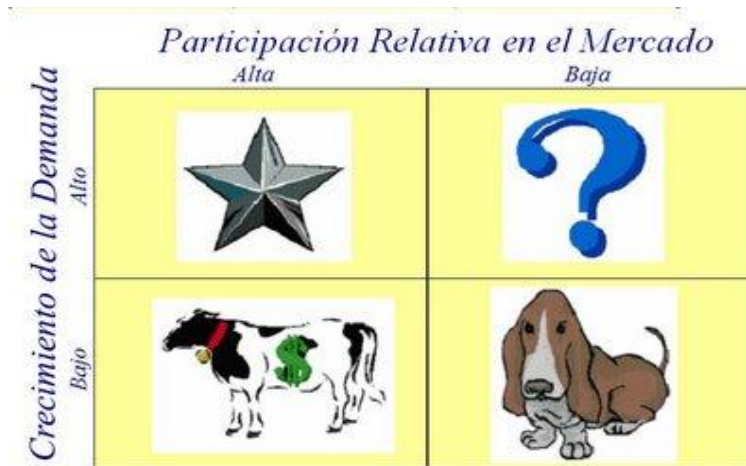 Participación Relativa en el Mercado
Alta Baja
Crecimiento de la Demanda
Alto
Bajo
$